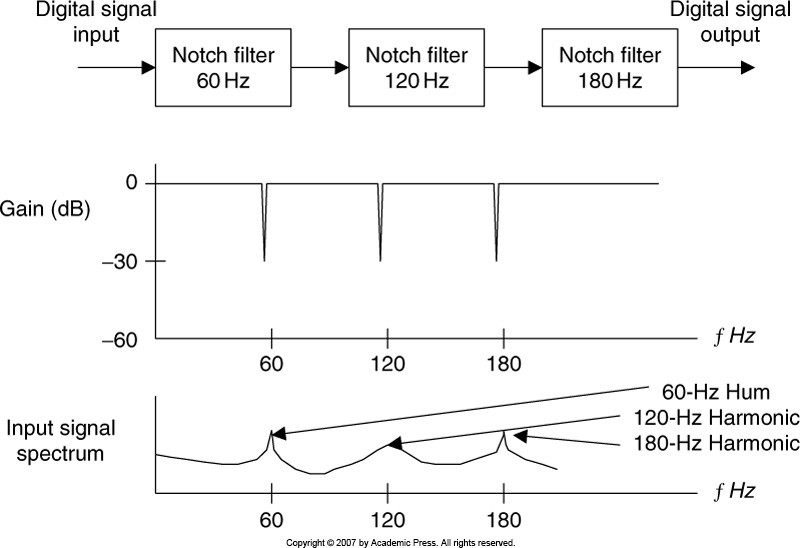 Digital signal
input
Notch filter
60 Hz
Notch filter
120 Hz
Notch filter
180 Hz
Digital signal
output
0
Gain (dB)
–30
–60
60
120
180
f Hz
Input signal
spectrum
60-Hz Hum
120-Hz Harmonic
180-Hz Harmonic
f Hz
60
120
180
Copyright © 2007 by Academic Press. All rights reserved.